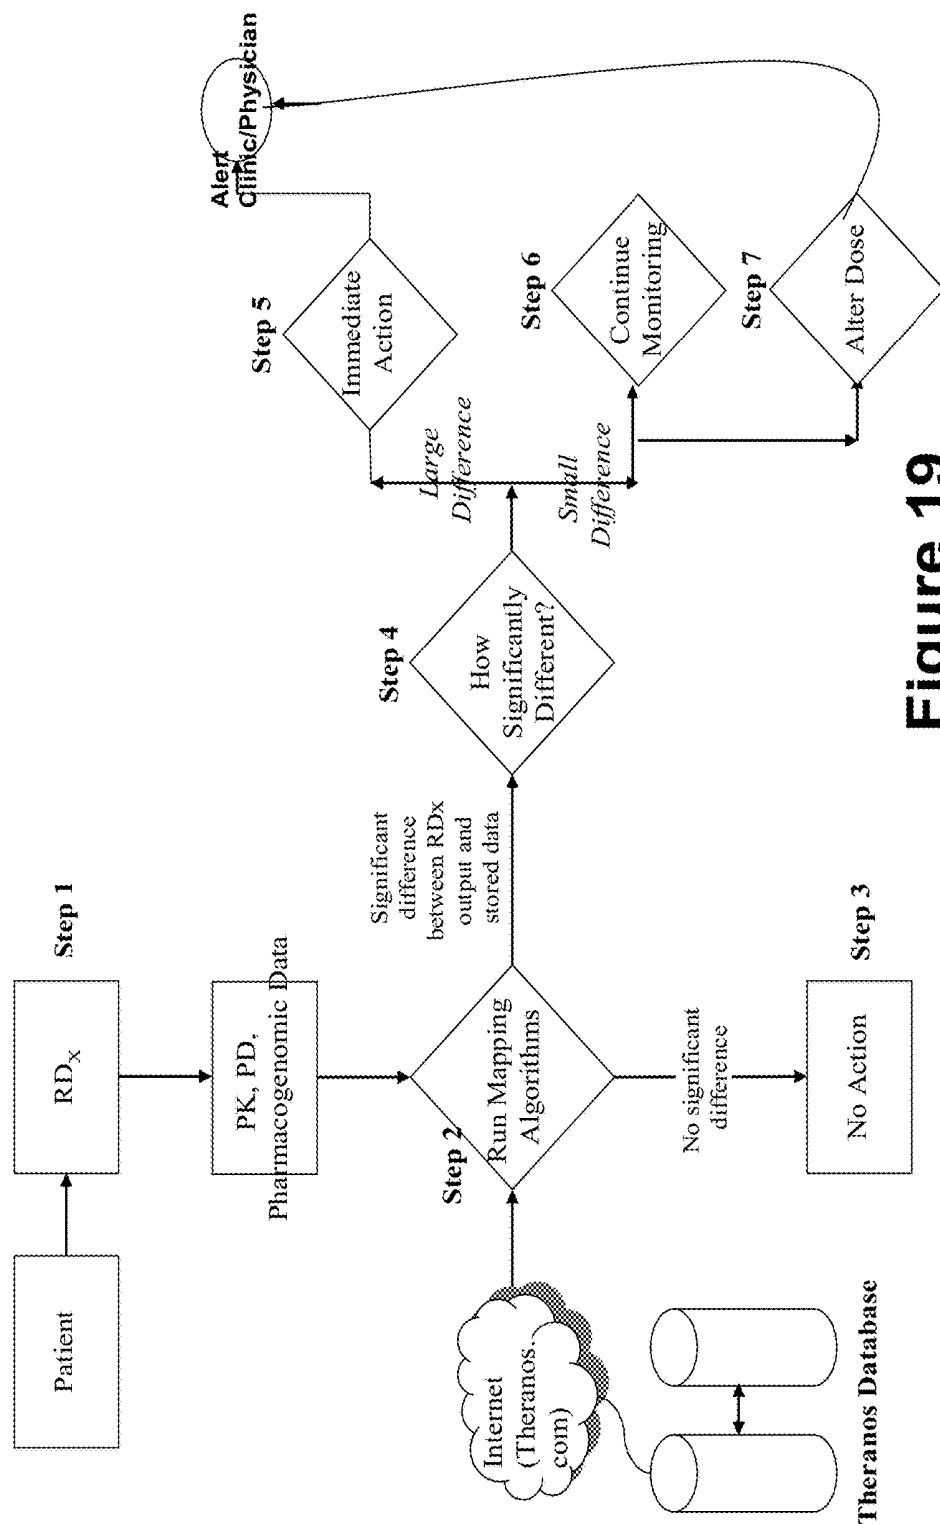 Patient
RDX
Step 1
PK, PD,
Pharmacogenomic Data
Internet
(Theranos.
com)
Theranos Database
Step 2
Run Mapping
Algorithms
No significant
difference
No Action
Step 3
Significant
difference
between RDx
output and
stored data
Step 4
How
Significantly
Different?
Large
Difference
Small
Difference
Step 5
Immediate
Action
Alert
Clinic/Physician
Step 6
Continue
Monitoring
Step 7
Alter Dose
Figure 19